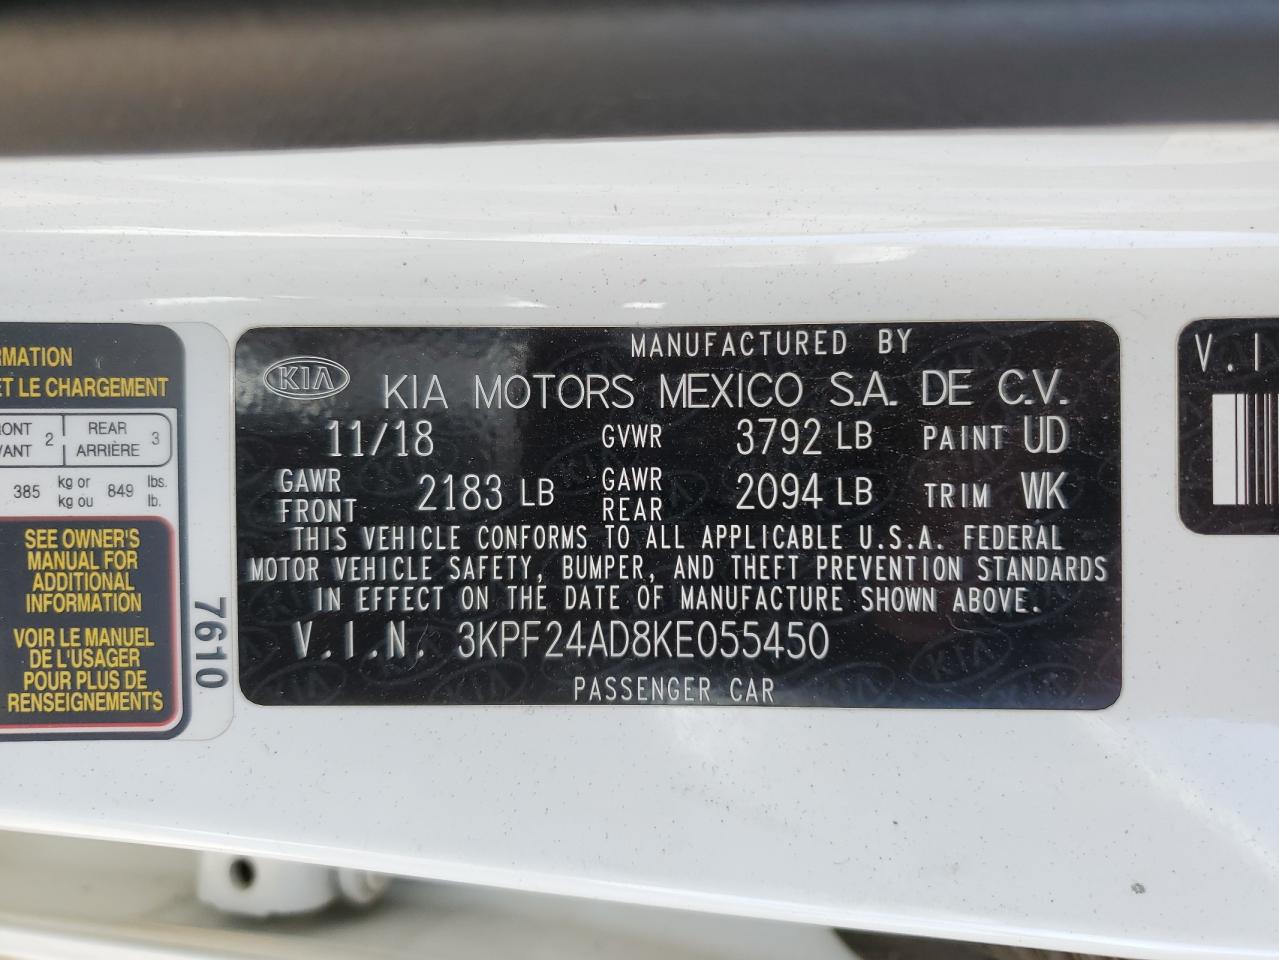 RMATION
ET LE CHARGEMENT
ONT 2 REAR 3
VANT ARRIÈRE
385 kg or 849 lbs.
kg ou lb.
SEE OWNER'S
MANUAL FOR
ADDITIONAL
INFORMATION
VOIR LE MANUEL
DE L'USAGER
POUR PLUS DE
RENSEIGNEMENTS
7610
MANUFACTURED BY
KIA KIA MOTORS MEXICO S.A. DE C.V.
11/18 GVWR 3792 LB PAINT UD
GAWR FRONT 2183 LB GAWR REAR 2094 LB TRIM WK
THIS VEHICLE CONFORMS TO ALL APPLICABLE U.S.A. FEDERAL
MOTOR VEHICLE SAFETY, BUMPER, AND THEFT PREVENTION STANDARDS
IN EFFECT ON THE DATE OF MANUFACTURE SHOWN ABOVE.
V.I.N. 3KPF24AD8KE055450
PASSENGER CAR
V.I